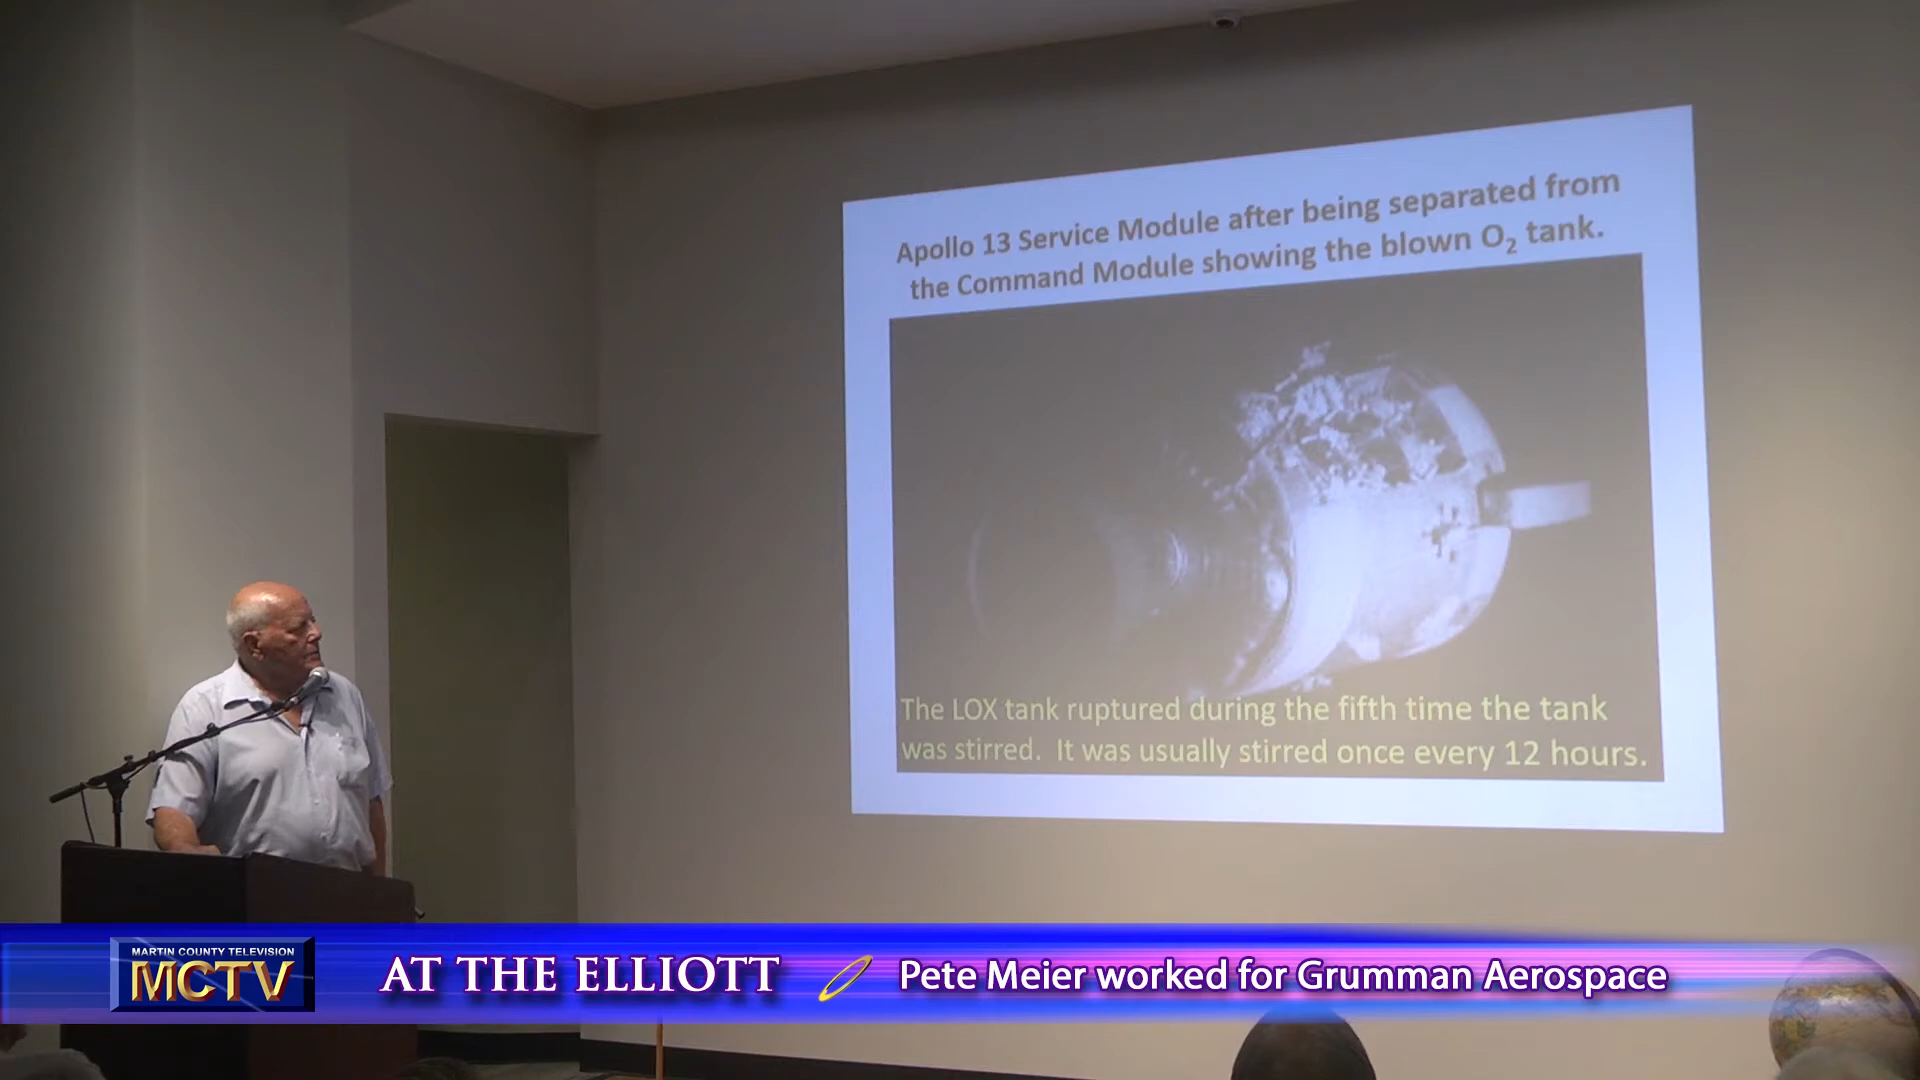 Apollo 13 Service Module after being separated from
the Command Module showing the blown O₂ tank.
The LOX tank ruptured during the fifth time the tank
was stirred. It was usually stirred once every 12 hours.
MARTIN COUNTY TELEVISION
MCTV
AT THE ELLIOTT
Pete Meier worked for Grumman Aerospace